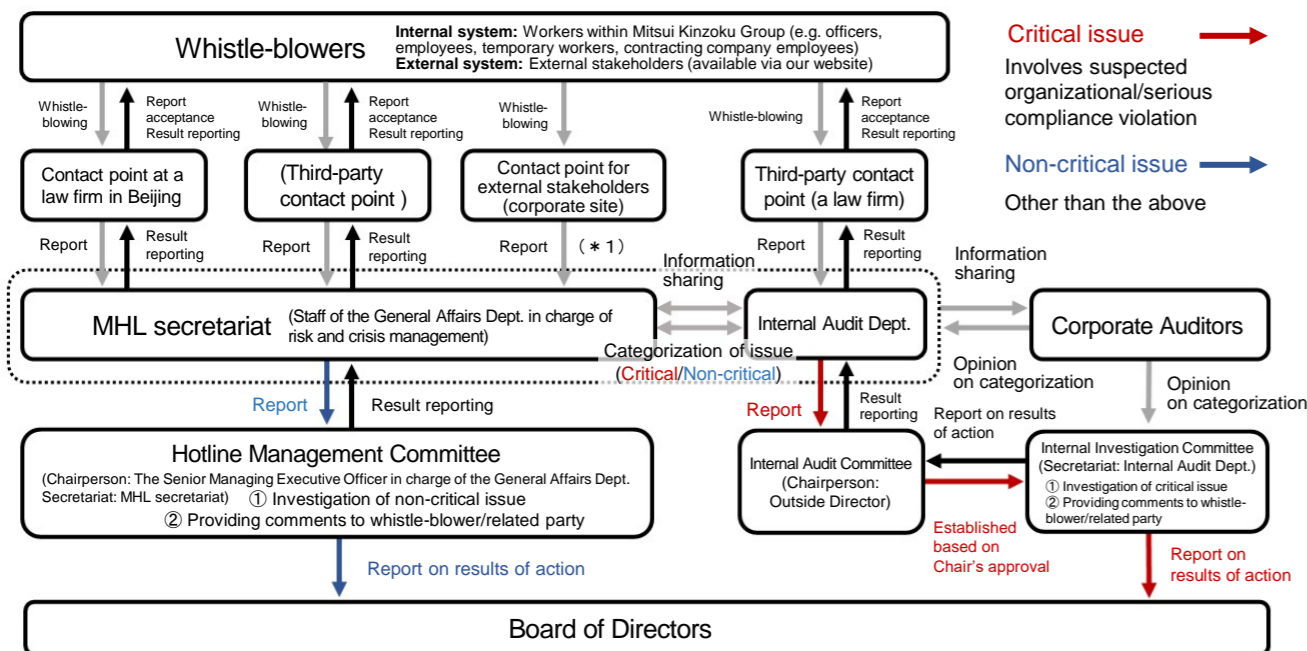 Whistle-blowers
Internal system: Workers within Mitsui Kinzoku Group (e.g. officers,
employees, temporary workers, contracting company employees)
External system: External stakeholders (available via our website)
Critical issue
Involves suspected
organizational/serious
compliance violation
Non-critical issue
Other than the above
Whistle-
blowing
Report
acceptance
Result reporting
Whistle-
blowing
Report
acceptance
Result reporting
Whistle-
blowing
Whistle-blowing
Report
acceptance
Result reporting
Contact point at a
law firm in Beijing
(Third-party
contact point )
Contact point for
external stakeholders
(corporate site)
Third-party contact
point (a law firm)
Report
Result
reporting
Report
Result
reporting
Report
(*1)
Report
Result
reporting
Information
sharing
Information
sharing
MHL secretariat
(Staff of the General Affairs Dept. in charge of
risk and crisis management)
Internal Audit Dept.
Corporate Auditors
Categorization of issue
(Critical/Non-critical)
Opinion
on categorization
Opinion
on categorization
Report
Result reporting
Report
Result
reporting
Report on results
of action
Hotline Management Committee
(Chairperson: The Senior Managing Executive Officer in charge of the General Affairs Dept.
Secretariat: MHL secretariat) ① Investigation of non-critical issue
② Providing comments to whistle-blower/related party
Internal Audit Committee
(Chairperson:
Outside Director)
Internal Investigation Committee
(Secretariat: Internal Audit Dept.)
① Investigation of critical issue
② Providing comments to whistle-
blower/related party
Established
based on
Chair's approval
Report on results of action
Report on
results of action
Board of Directors